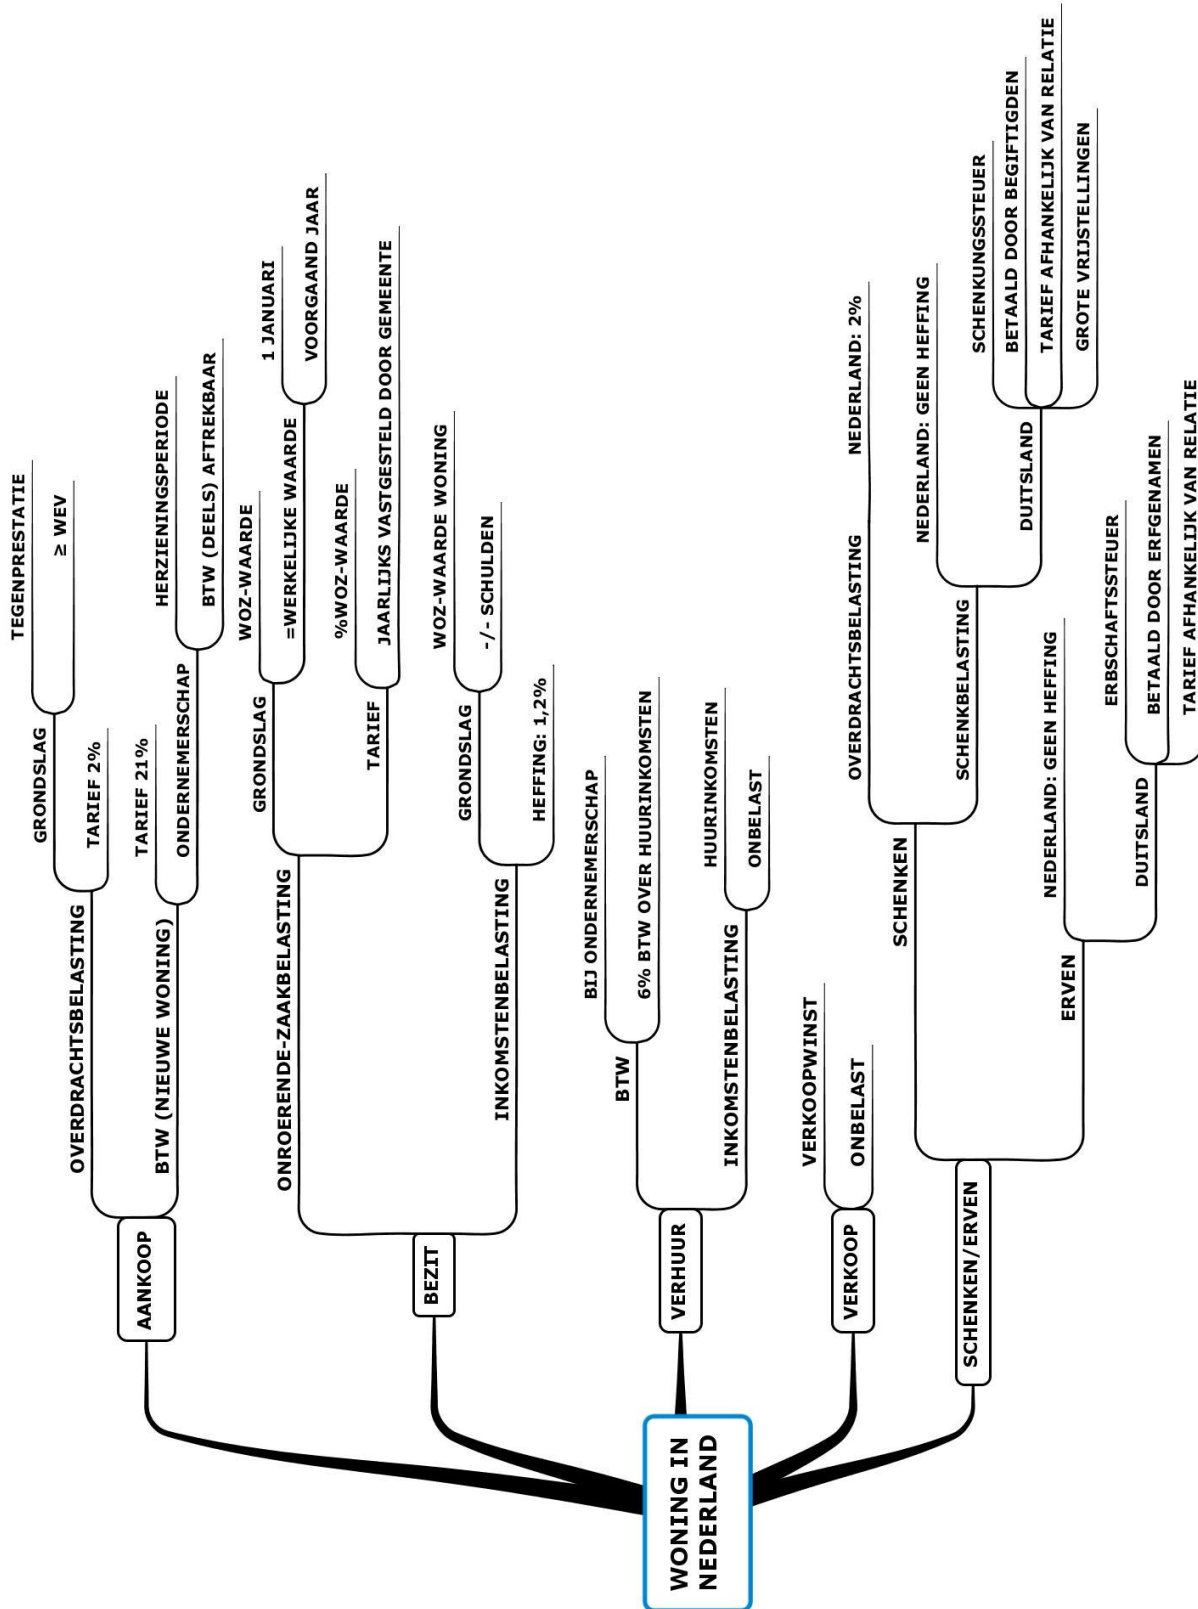 WONING IN
NEDERLAND
AANKOOP
OVERDRACHTSBELASTING
GRONDSLAG
TEGENPRESTATIE
≥ WEV
TARIEF 2%
BTW (NIEUWE WONING)
TARIEF 21%
ONDERNEMERSCHAP
HERZIENINGSPERIODE
BTW (DEELS) AFTREKBAAR
BEZIT
ONROERENDE-ZAAKBELASTING
GRONDSLAG
WOZ-WAARDE
=WERKELIJKE WAARDE
1 JANUARI
VOORGAAND JAAR
TARIEF
%WOZ-WAARDE
JAARLIJKS VASTGESTELD DOOR GEMEENTE
INKOMSTENBELASTING
GRONDSLAG
WOZ-WAARDE WONING
-/- SCHULDEN
HEFFING: 1,2%
VERHUUR
BTW
BIJ ONDERNEMERSCHAP
6% BTW OVER HUURINKOMSTEN
INKOMSTENBELASTING
HUURINKOMSTEN
ONBELAST
VERKOOP
VERKOOPWINST
ONBELAST
SCHENKEN/ERVEN
SCHENKEN
OVERDRACHTSBELASTING
NEDERLAND: 2%
SCHENKBELASTING
NEDERLAND: GEEN HEFFING
DUITSLAND
SCHENKUNGSSTEUER
BETAALD DOOR BEGIFTIGDEN
TARIEF AFHANKELIJK VAN RELATIE
GROTE VRIJSTELLINGEN
ERVEN
NEDERLAND: GEEN HEFFING
DUITSLAND
ERBSCHAFTSSTEUER
BETAALD DOOR ERFGENAMEN
TARIEF AFHANKELIJK VAN RELATIE